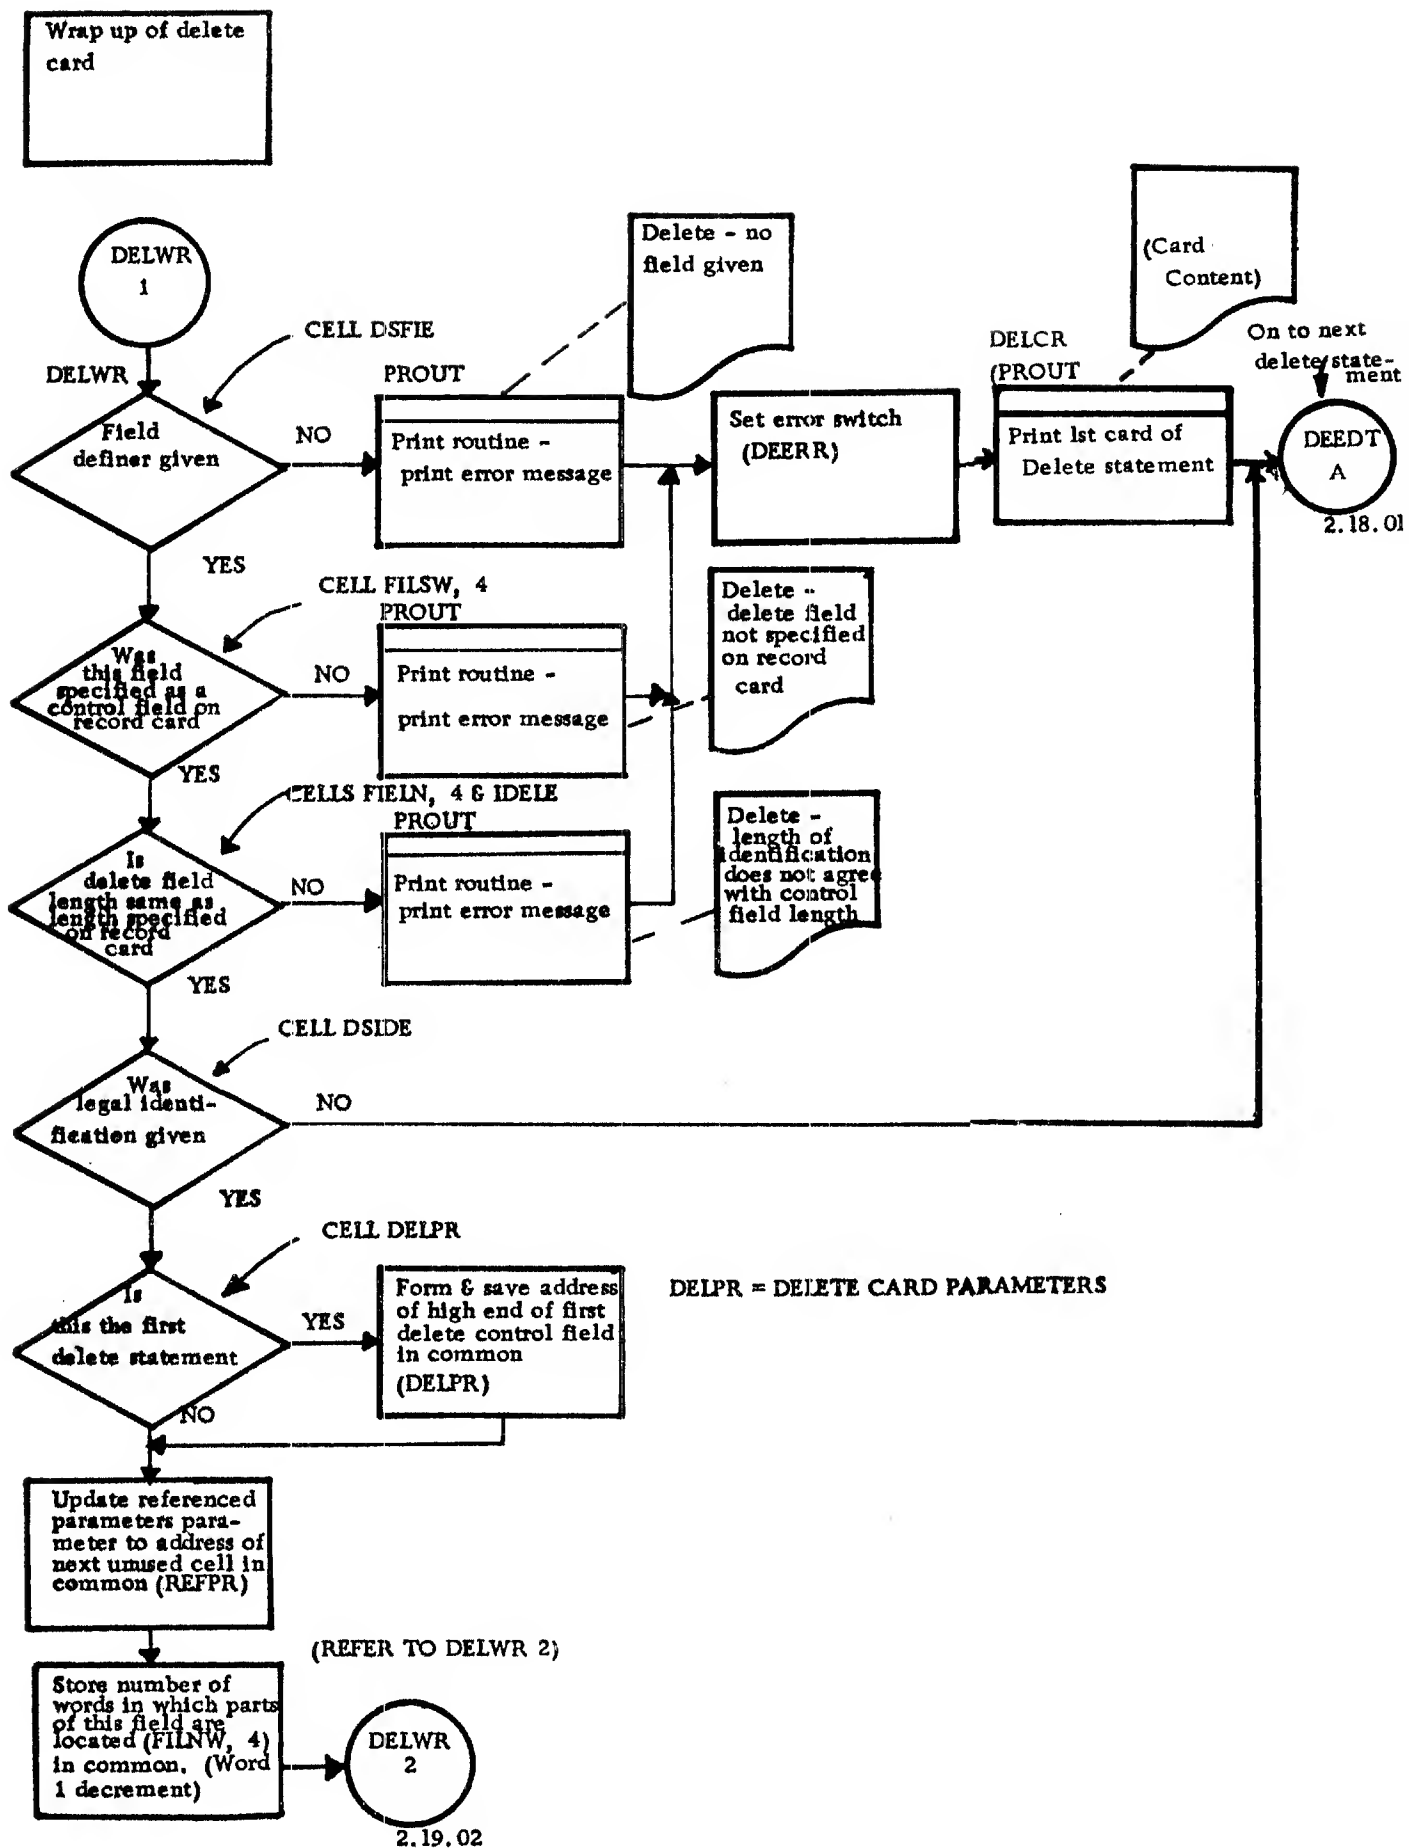 Wrap up of delete
card
DELWR
1
CELL DSFIE
DELWR
Field
definer given
NO
YES
PROUT
Print routine -
print error message
Delete - no
field given
Set error switch
(DEERR)
DELCR
(PROUT
Print 1st card of
Delete statement
(Card
Content)
On to next
delete state-
ment
DEEDT
A
2.18.01
CELL FILSW, 4
PROUT
Was
this field
specified as a
control field on
record card
NO
YES
Print routine -
print error message
Delete -
delete field
not specified
on record
card
CELLS FIELN, 4 & IDELE
PROUT
Is
delete field
length same as
length specified
on record
card
NO
YES
Print routine -
print error message
Delete -
length of
identification
does not agree
with control
field length
CELL DSIDE
Was
legal identi-
fication given
NO
YES
CELL DELPR
Is
this the first
delete statement
YES
NO
Form & save address
of high end of first
delete control field
in common
(DELPR)
DELPR = DELETE CARD PARAMETERS
Update referenced
parameters para-
meter to address of
next unused cell in
common (REFPR)
(REFER TO DELWR 2)
Store number of
words in which parts
of this field are
located (FILNW, 4)
in common. (Word
1 decrement)
DELWR
2
2.19.02